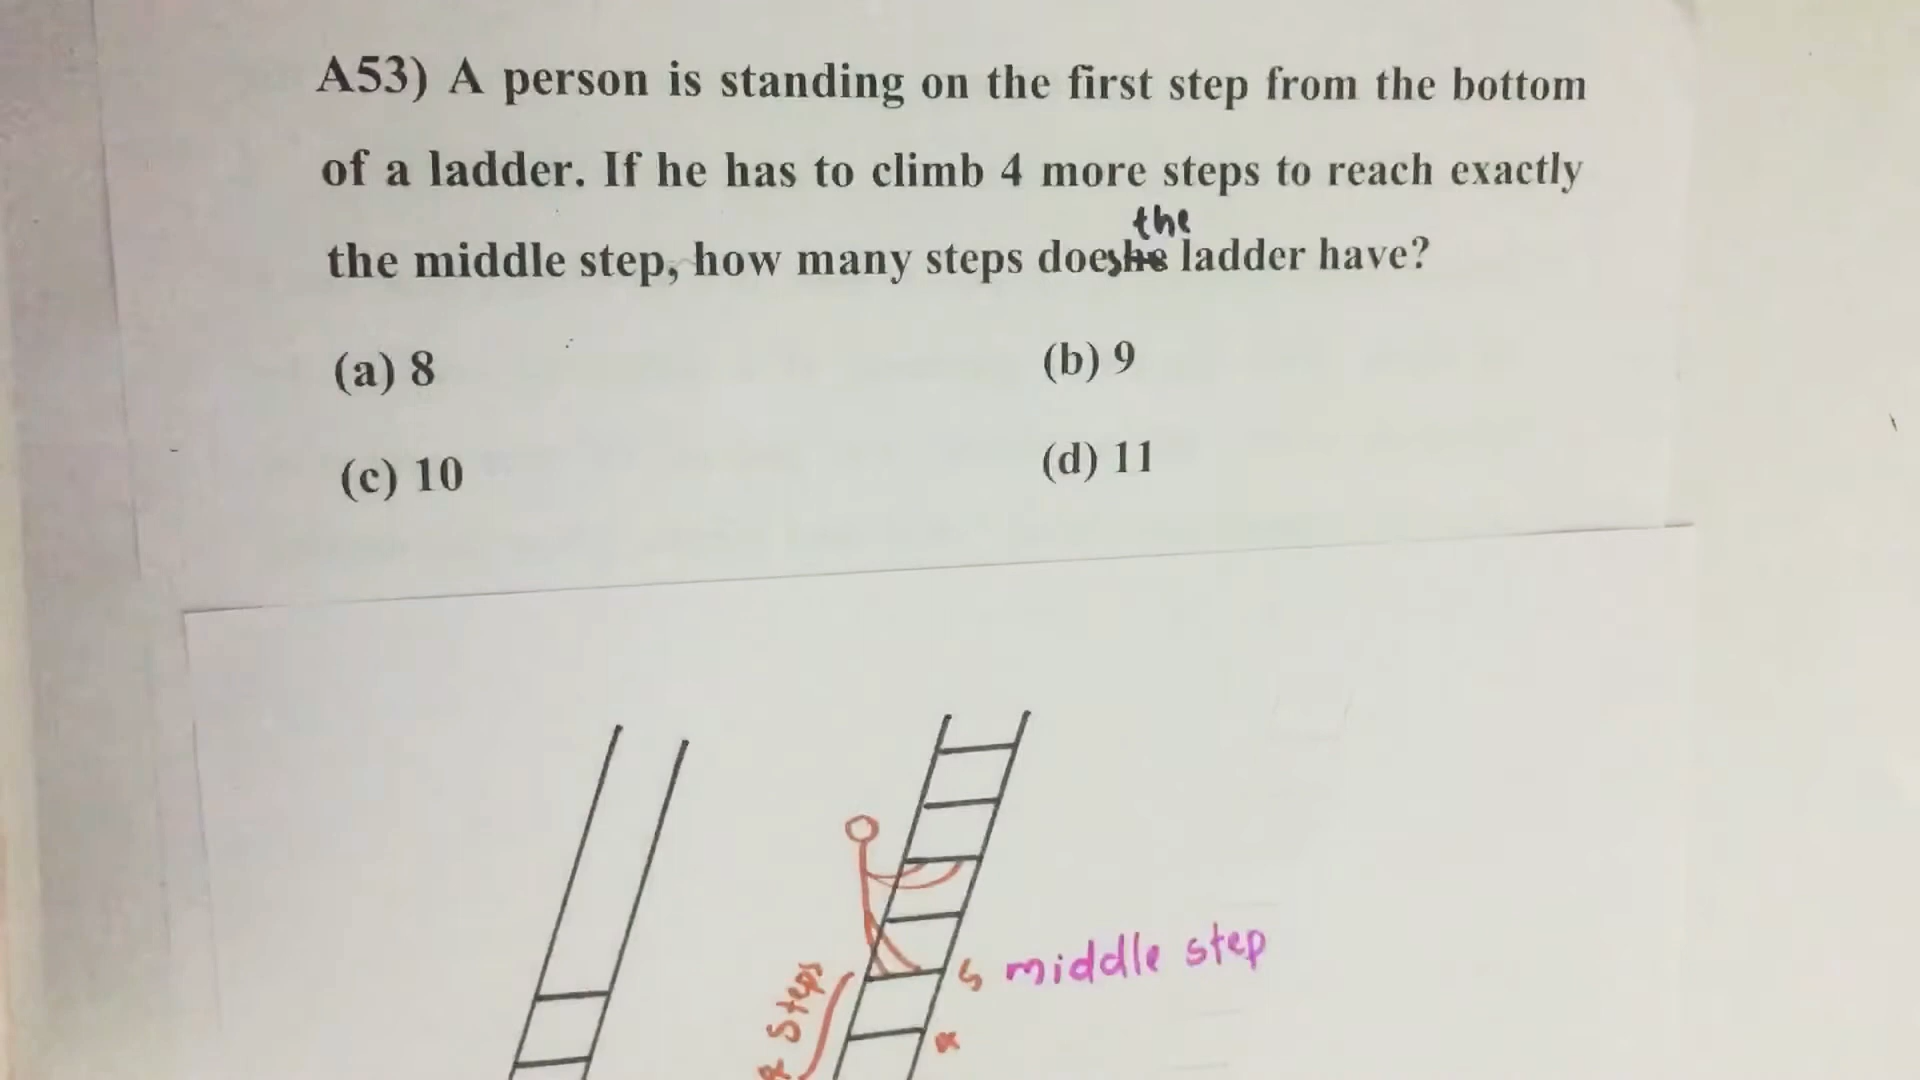 A53) A person is standing on the first step from the bottom
of a ladder. If he has to climb 4 more steps to reach exactly
the
the middle step, how many steps does he ladder have?
(a) 8
(b) 9
(c) 10
(d) 11
5 middle step
Steps